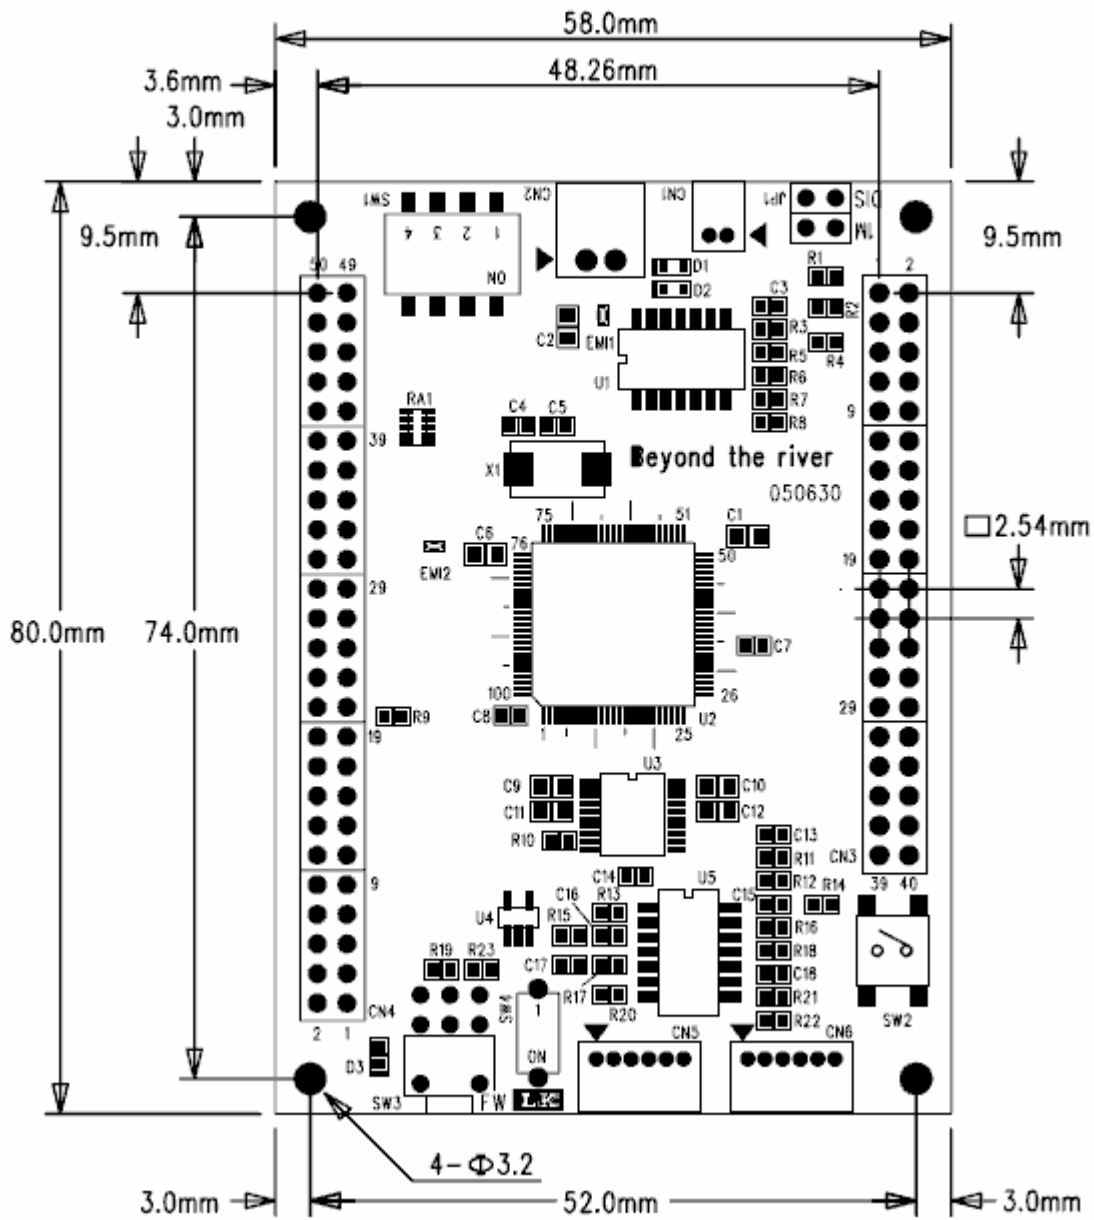 58.0mm
3.6mm
48.26mm
3.0mm
9.5mm
9.5mm
SW1
4 3 2 1
ON
CN2
CN1
JP1
DIS
1M
50 49
2
D1
D2
R1
C3
R2
C2
EMI1
R3
R4
U1
R5
R6
R7
R8
9
RA1
C4 C5
39
X1
Beyond the river
050630
75 51
C1
C6
76 50
EMI2
19
□2.54mm
29
80.0mm
74.0mm
C7
100 26
29
R9
C8
U2
1 25
19
U3
C9 C10
C11 C12
R10
C13
R11
CN3
C14
U5
R12
9
C16 R13
C15
R14
39 40
U4
R15
R16
R19 R23
C17
R18
R17
C18
SW4
1
R21
R20
R22
SW2
CN4
2 1
CN5
CN6
D3
ON
SW3
FW
LK
4-Φ3.2
3.0mm
52.0mm
3.0mm